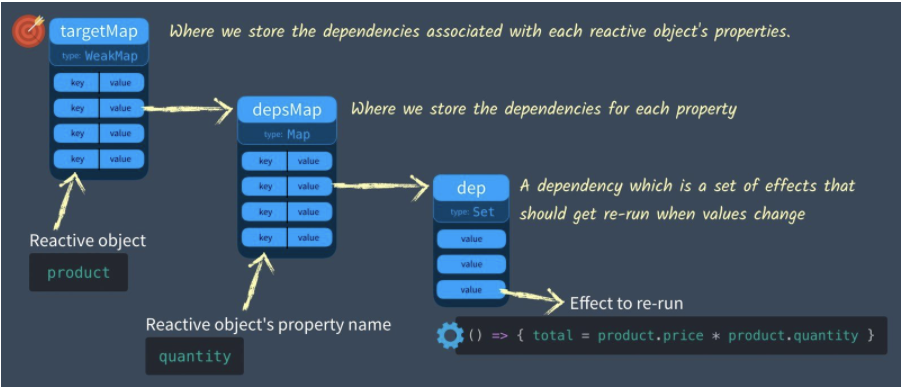 targetMap
Where we store the dependencies associated with each reactive object's properties.
type: WeakMap
key value
key value
key value
key value
depsMap
Where we store the dependencies for each property
type: Map
key value
key value
key value
key value
dep
A dependency which is a set of effects that
should get re-run when values change
type: Set
value
value
value
Reactive object
product
Reactive object's property name
quantity
Effect to re-run
() => { total = product.price * product.quantity }